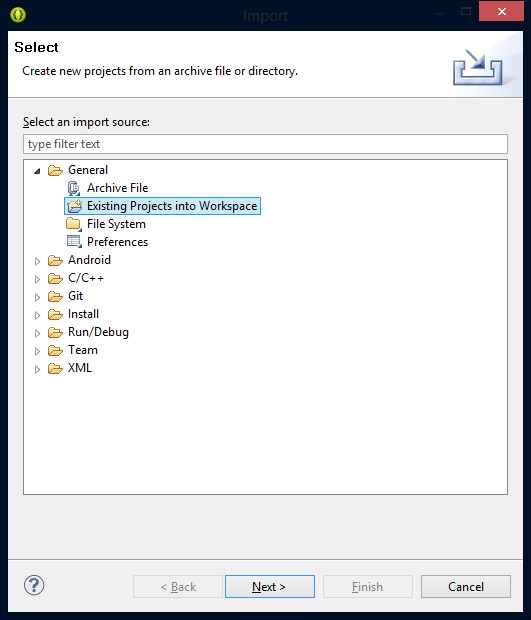 Import
Select
Create new projects from an archive file or directory.
Select an import source:
type filter text
General
Archive File
Existing Projects into Workspace
File System
Preferences
Android
C/C++
Git
Install
Run/Debug
Team
XML
< Back
Next >
Finish
Cancel